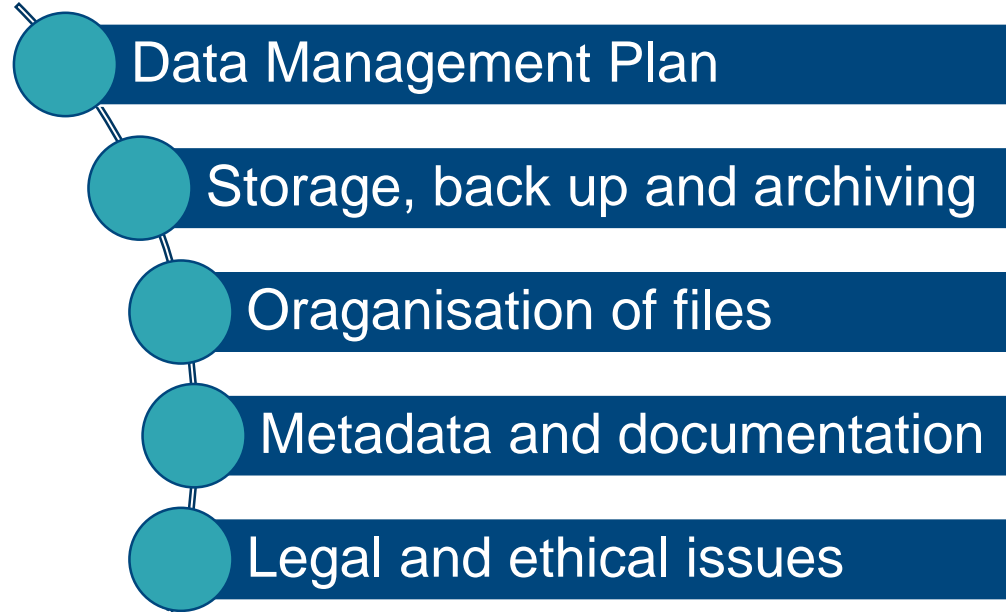 Data Management Plan
Storage, back up and archiving
Oraganisation of files
Metadata and documentation
Legal and ethical issues